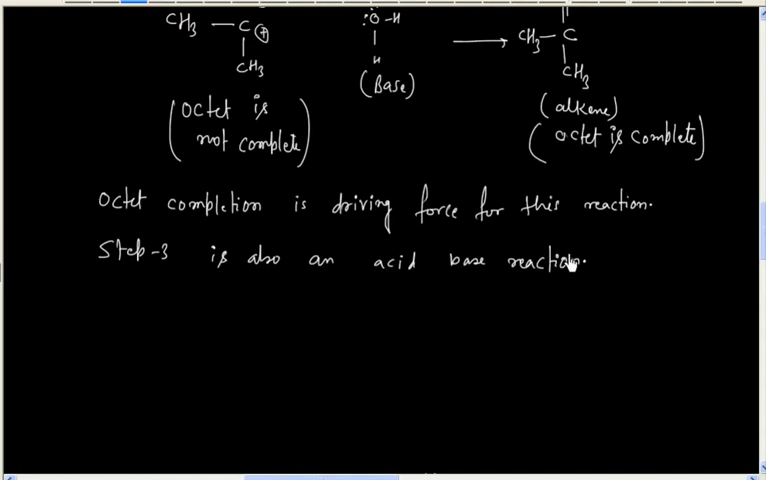 :Ö-H
CH3 — C ⊕
CH3
H
(Base)
CH3 — C
CH3
(alkene)
(octet is
not complete)
(octet is complete)
Octet completion is driving force for this reaction.
Step-3 is also an acid base reaction.